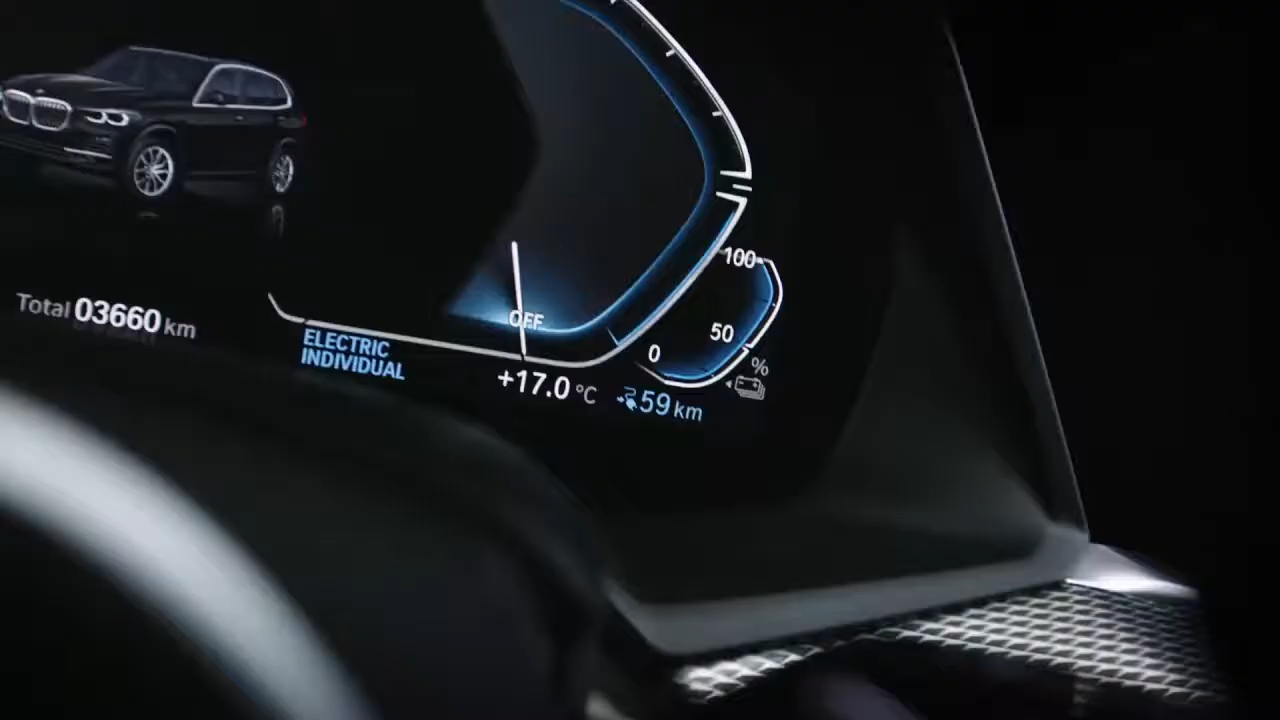 100
OFF
50
0
%
Total 03660 km
ELECTRIC
INDIVIDUAL
+17.0 °C
59 km